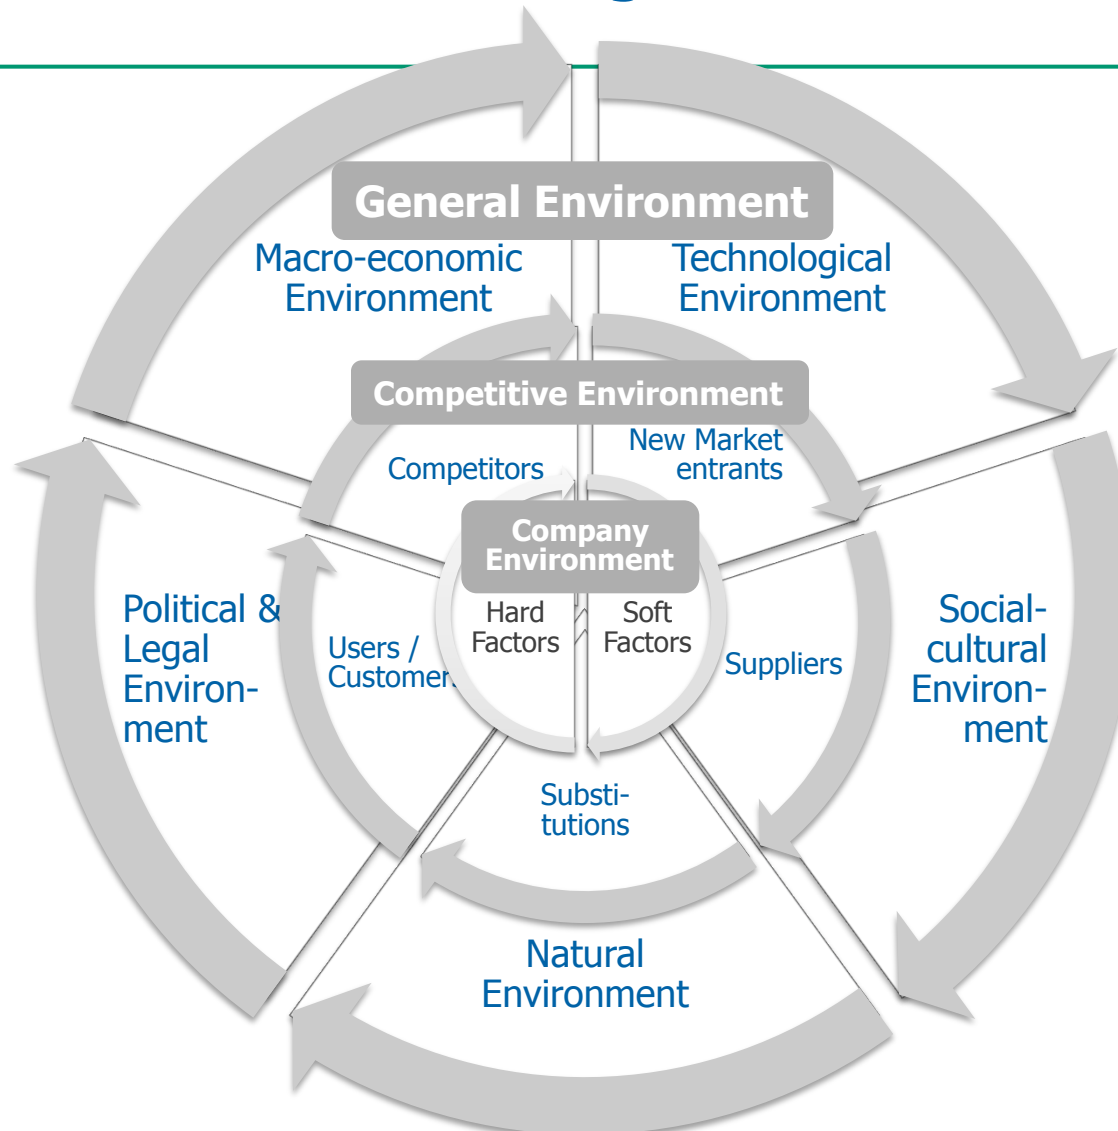 General Environment
Macro-economic
Environment
Technological
Environment
Competitive Environment
Competitors
New Market
entrants
Company
Environment
Hard
Factors
Soft
Factors
Political &
Legal
Environ-
ment
Users /
Customers
Suppliers
Social-
cultural
Environ-
ment
Substi-
tutions
Natural
Environment